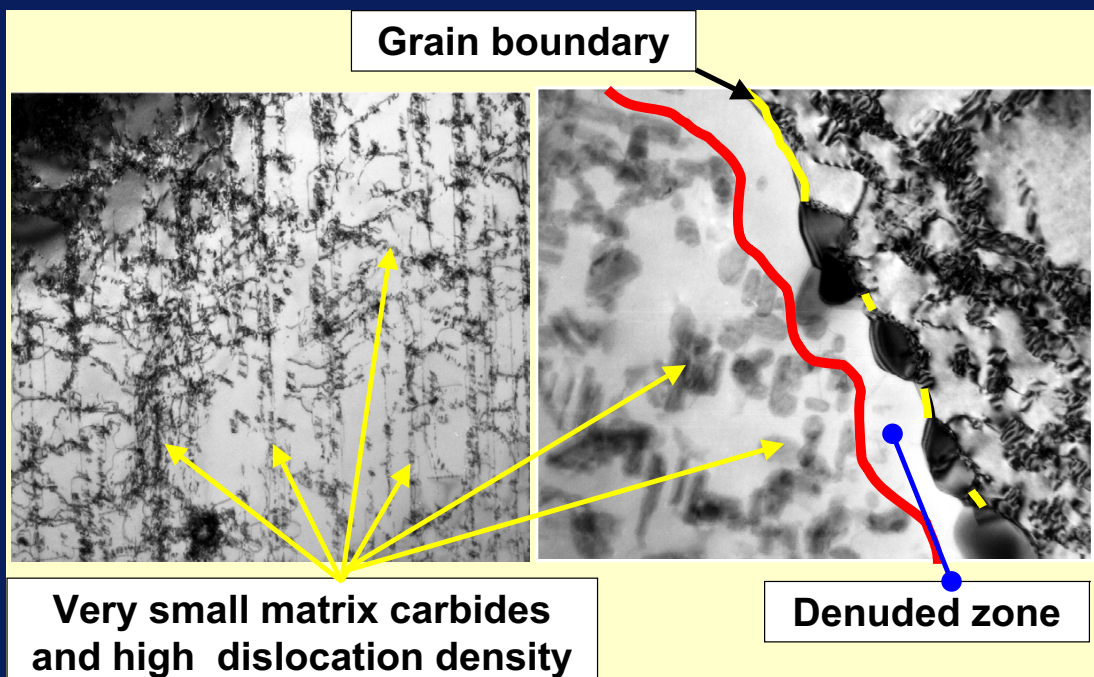 Grain boundary
Very small matrix carbides
and high dislocation density
Denuded zone